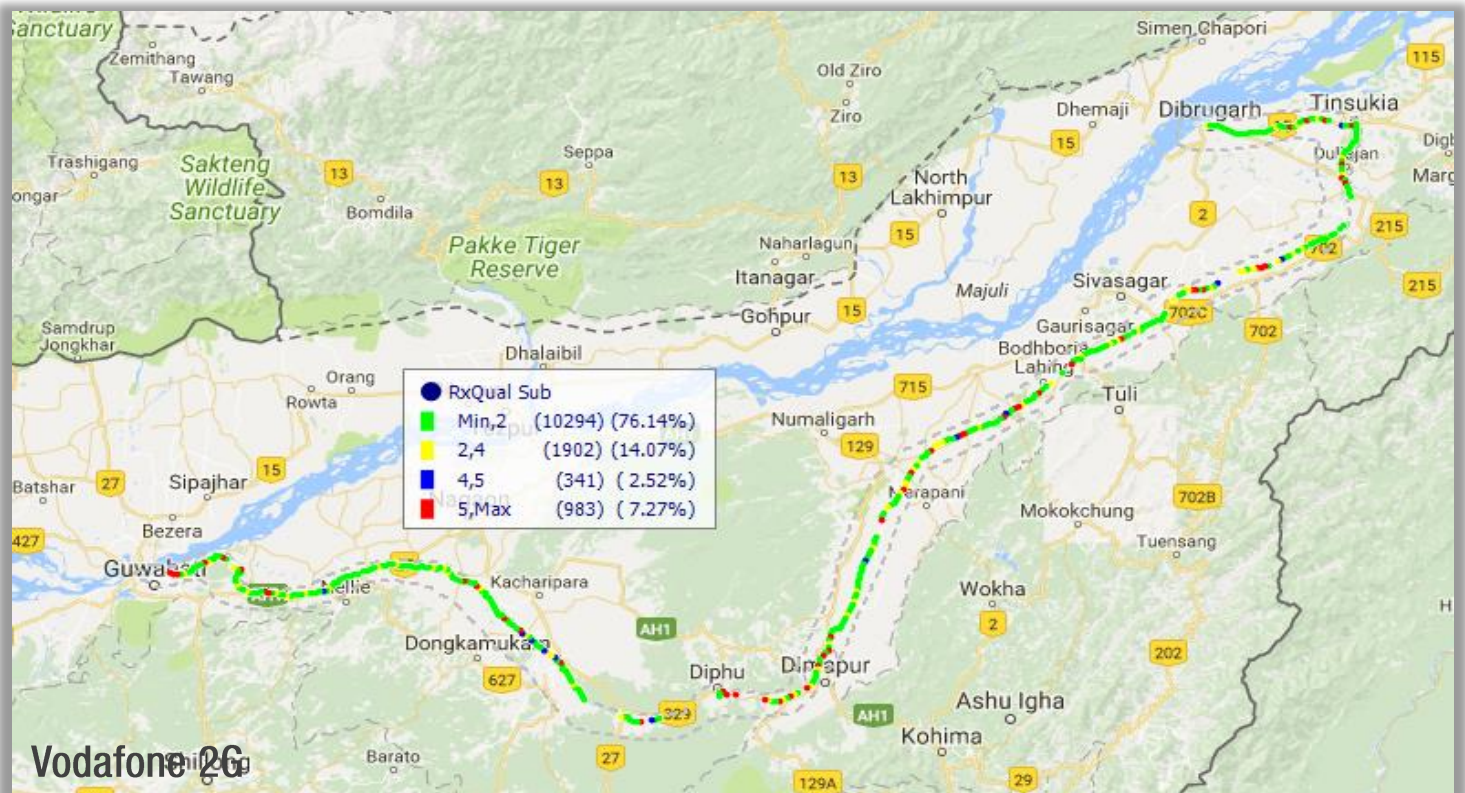 Sanctuary
Simen Chapori
Zemithang
115
Tawang
Old Ziro
Dhemaji
Dibrugarh
Tinsukia
Ziro
15
Trashigang
Seppa
Sakteng
Wildlife
Sanctuary
13
13
13
North
Lakhimpur
Bomdila
2
15
215
Pakke Tiger
Reserve
Naharlagun
702
Itanagar
Sivasagar
215
Majuli
Samdrup
Jongkhar
Gohpur
15
702C
Gaurisagar
702
Bodhboria
Lahing
Dhalaibil
Orang
Rowta
715
Tuli
RxQual Sub
Min,2 (10294) (76.14%)
2,4 (1902) (14.07%)
4,5 (341) ( 2.52%)
5,Max (983) ( 7.27%)
Numaligarh
129
15
27
Sipajhar
Batshar
Merapani
702B
Mokokchung
Bezera
427
Tuensang
Guwahati
Nellie
Kacharipara
Wokha
AH1
2
Dongkamukam
202
Diphu
Dimapur
627
329
Ashu Igha
AH1
Kohima
Vodafone 2G
Shillong
Barato
27
129A
29